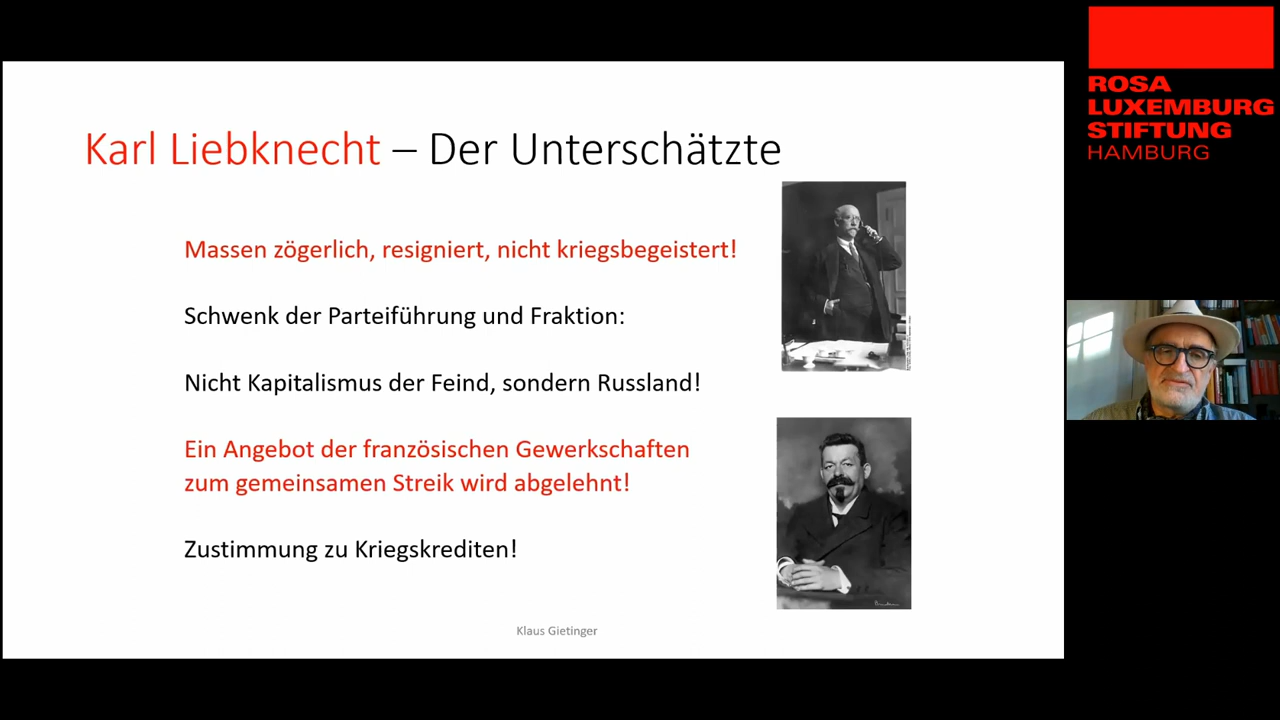 Karl Liebknecht – Der Unterschätzte
Massen zögerlich, resigniert, nicht kriegsbegeistert!
Schwenk der Parteiführung und Fraktion:
Nicht Kapitalismus der Feind, sondern Russland!
Ein Angebot der französischen Gewerkschaften
zum gemeinsamen Streik wird abgelehnt!
Zustimmung zu Kriegskrediten!
Klaus Gietinger
ROSA
LUXEMBURG
STIFTUNG
HAMBURG